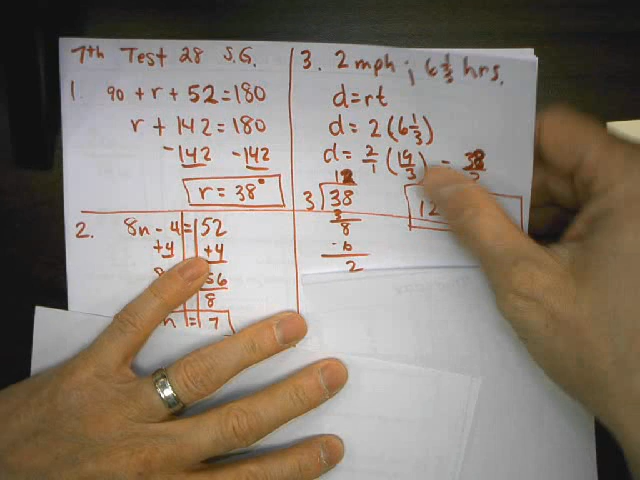 7th Test 28 S.G.
1. 90 + r + 52 = 180
r + 142 = 180
- 142 - 142
r = 38°
2. 8n - 4 = 52
+4 +4
56
8
n = 7
3. 2 mph ; 6 1/3 hrs.
d = rt
d = 2 ( 6 1/3 )
d = 2/1 ( 19/3 ) = 38/3
12
3 38
3
8
- 6
2
12